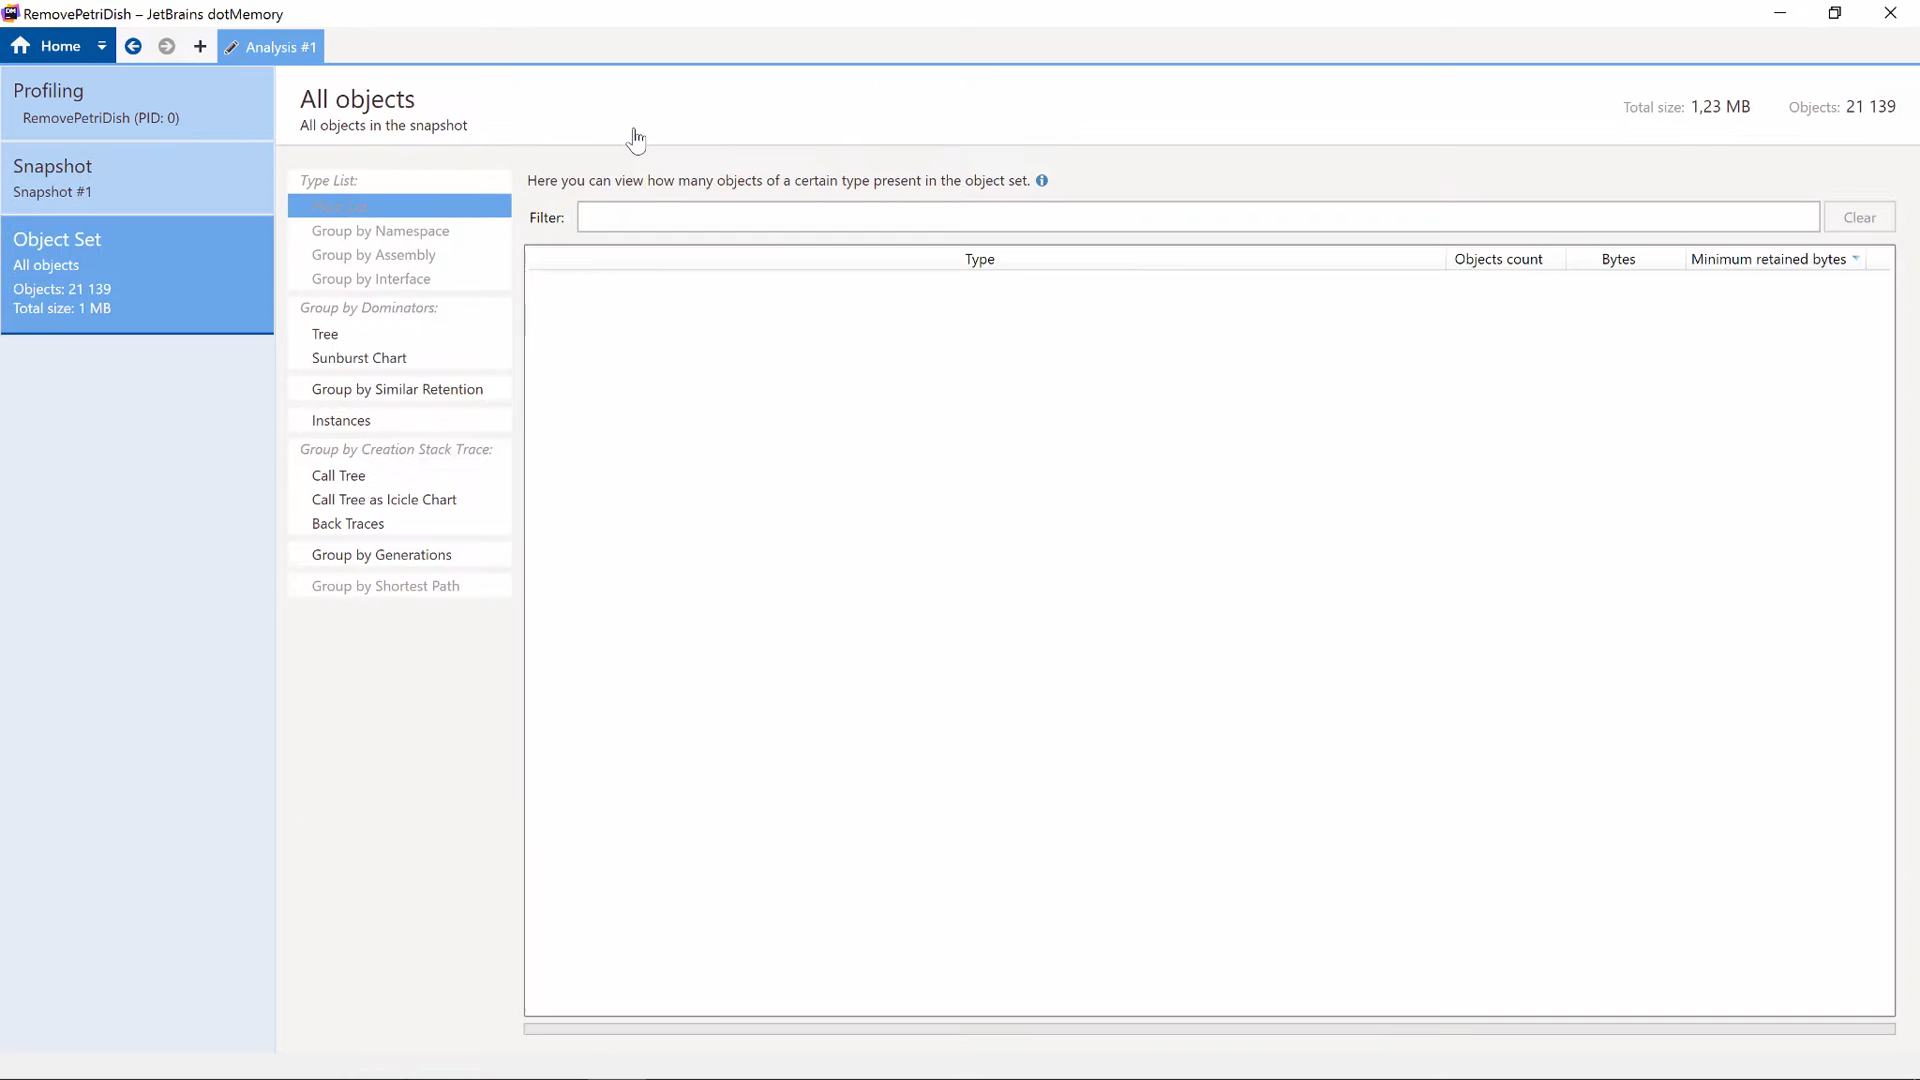 RemovePetriDish – JetBrains dotMemory
Home
Analysis #1
Profiling
RemovePetriDish (PID: 0)
Snapshot
Snapshot #1
Object Set
All objects
Objects: 21 139
Total size: 1 MB
All objects
All objects in the snapshot
Total size: 1,23 MB Objects: 21 139
Type List:
Group by Namespace
Group by Assembly
Group by Interface
Group by Dominators:
Tree
Sunburst Chart
Group by Similar Retention
Instances
Group by Creation Stack Trace:
Call Tree
Call Tree as Icicle Chart
Back Traces
Group by Generations
Group by Shortest Path
Here you can view how many objects of a certain type present in the object set.
Filter: Clear
Type Objects count Bytes Minimum retained bytes